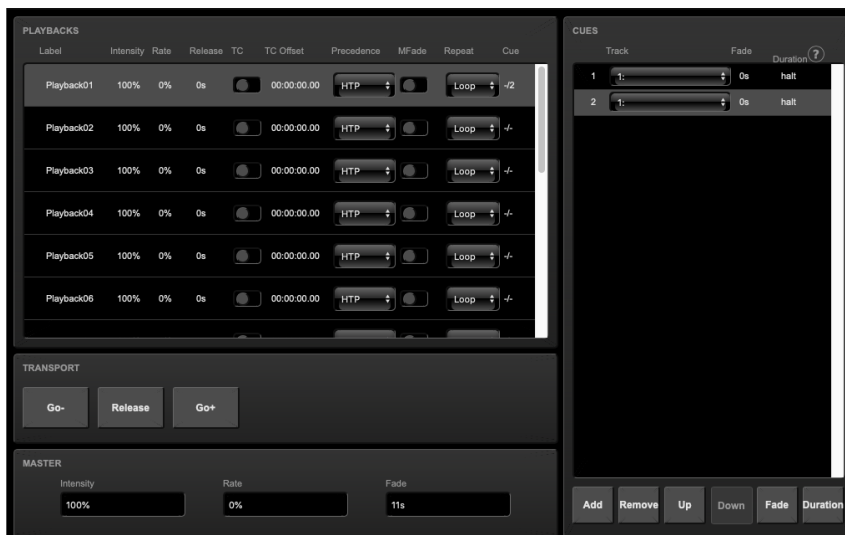 PLAYBACKS
Label Intensity Rate Release TC TC Offset Precedence MFade Repeat Cue
Playback01 100% 0% 0s 00:00:00.00 HTP Loop -/2
Playback02 100% 0% 0s 00:00:00.00 HTP Loop -/-
Playback03 100% 0% 0s 00:00:00.00 HTP Loop -/-
Playback04 100% 0% 0s 00:00:00.00 HTP Loop -/-
Playback05 100% 0% 0s 00:00:00.00 HTP Loop -/-
Playback06 100% 0% 0s 00:00:00.00 HTP Loop -/-
TRANSPORT
Go- Release Go+
MASTER
Intensity Rate Fade
100% 0% 11s
CUES
Track Fade Duration ?
1 1: 0s halt
2 1: 0s halt
Add Remove Up Down Fade Duration